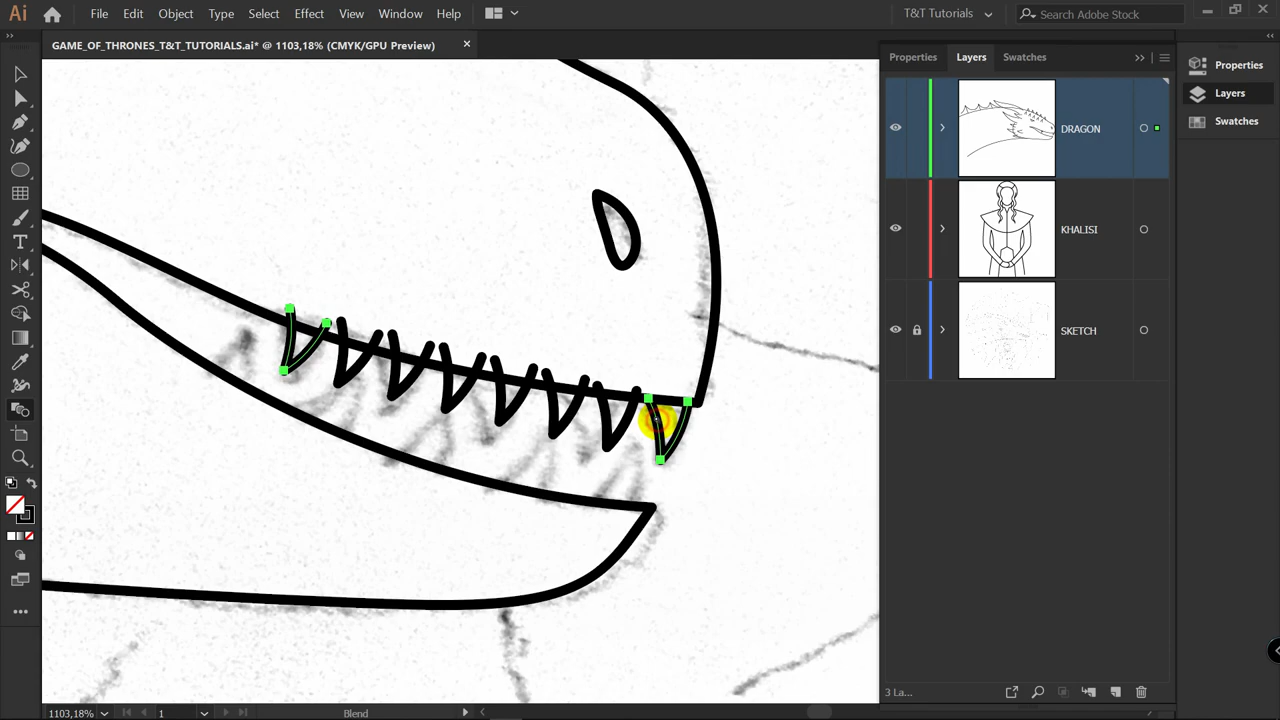 Ai File Edit Object Type Select Effect View Window Help T&T Tutorials Search Adobe Stock
GAME_OF_THRONES_T&T_TUTORIALS.ai* @ 1103,18% (CMYK/GPU Preview)
Properties Layers Swatches
Properties
Layers
Swatches
DRAGON
KHALISI
SKETCH
3 La...
1103,18% 1 Blend